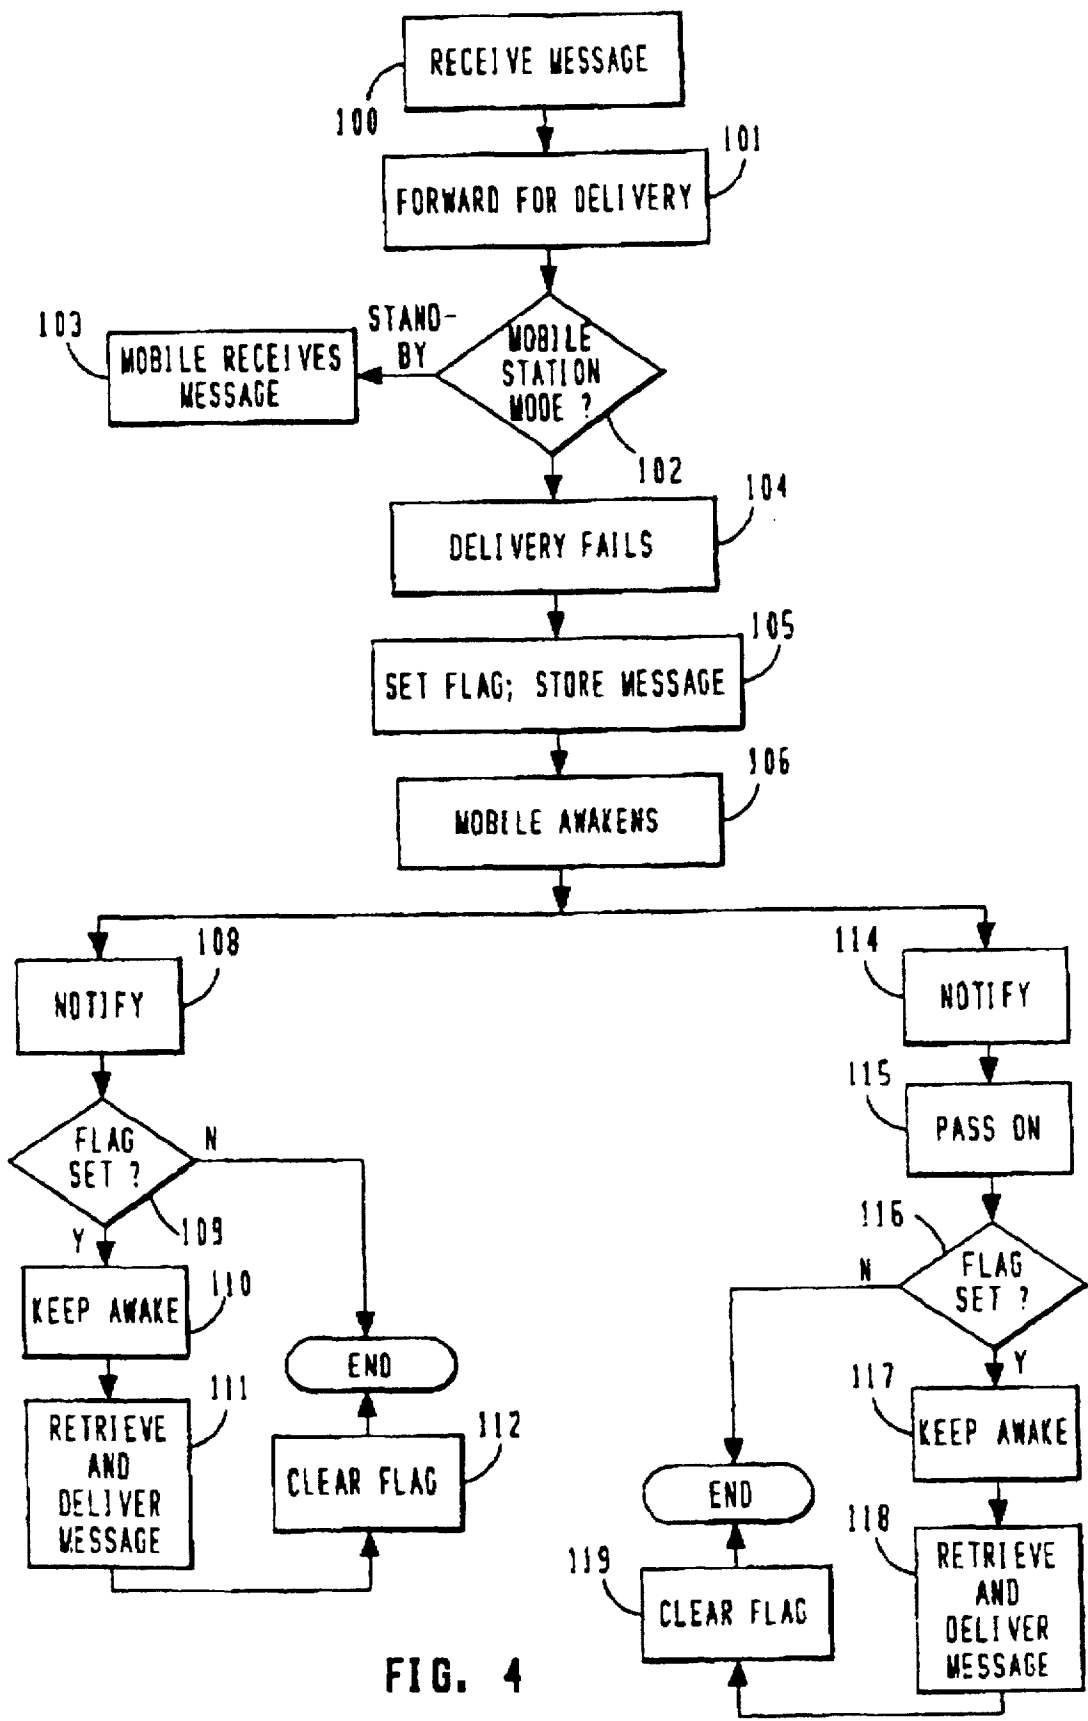 RECEIVE MESSAGE
100
101
FORWARD FOR DELIVERY
103
STAND-
BY
MOBILE RECEIVES
MESSAGE
MOBILE
STATION
MODE ?
102
104
DELIVERY FAILS
105
SET FLAG; STORE MESSAGE
106
MOBILE AWAKENS
108
NOTIFY
114
NOTIFY
115
PASS ON
FLAG
SET ?
N
109
Y
116
FLAG
SET ?
N
Y
110
KEEP AWAKE
END
117
KEEP AWAKE
111
RETRIEVE
AND
DELIVER
MESSAGE
112
CLEAR FLAG
END
118
RETRIEVE
AND
DELIVER
MESSAGE
119
CLEAR FLAG
FIG. 4